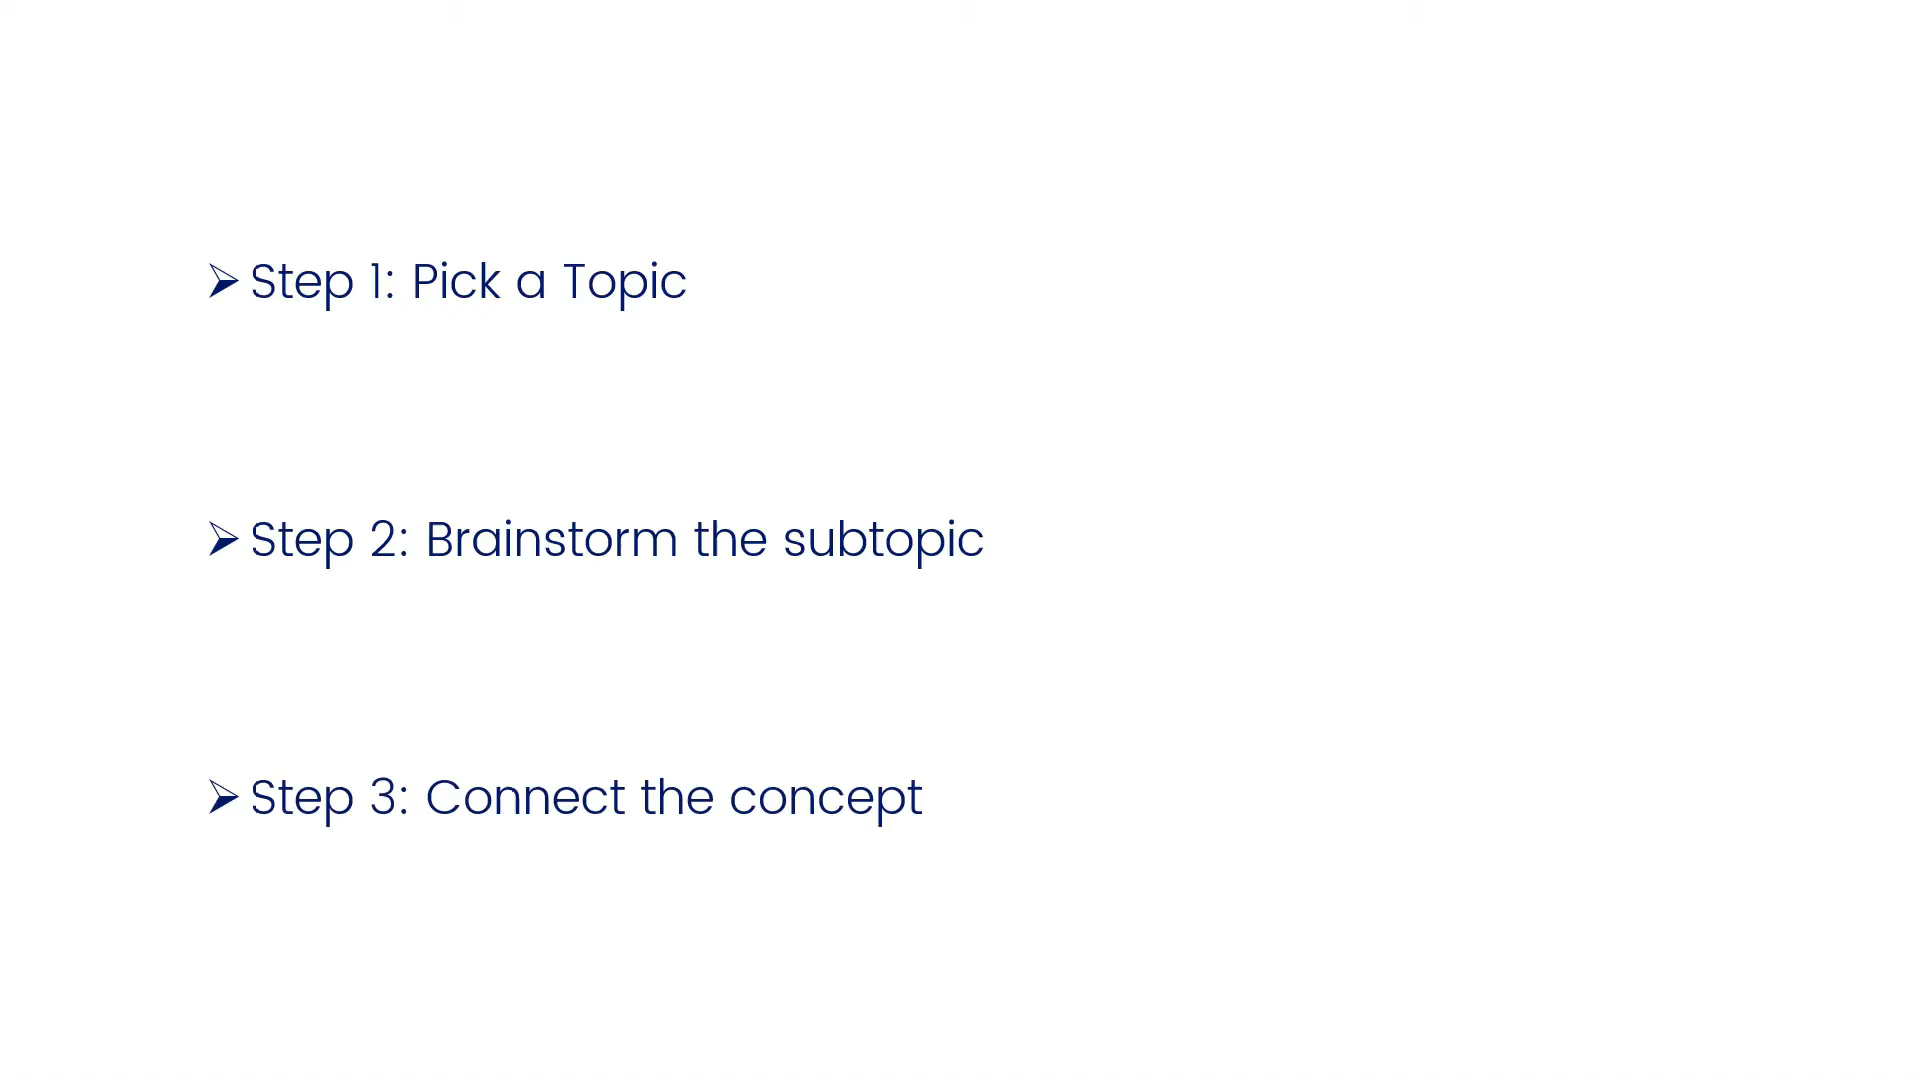 ➢ Step 1: Pick a Topic
➢ Step 2: Brainstorm the subtopic
➢ Step 3: Connect the concept